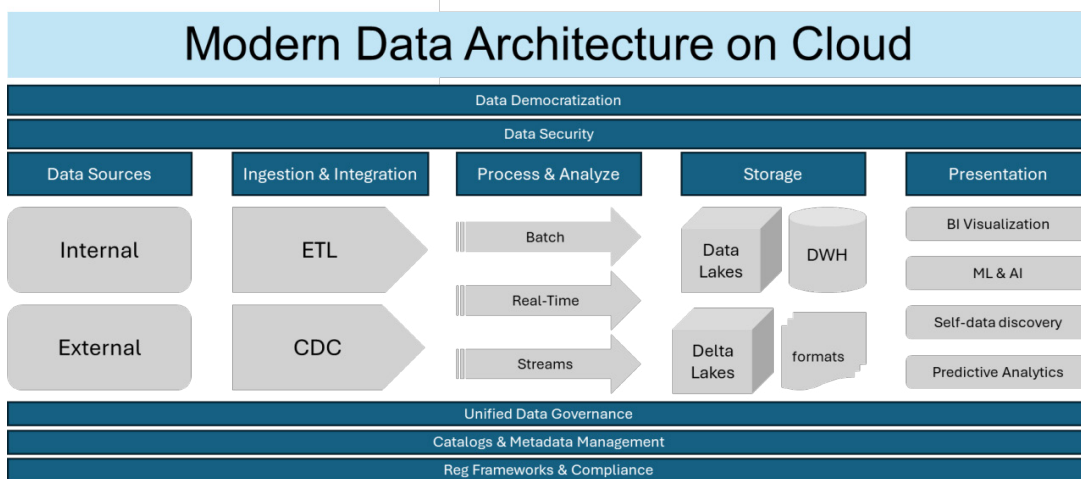 Modern Data Architecture on Cloud
Data Democratization
Data Security
Data Sources
Ingestion & Integration
Process & Analyze
Storage
Presentation
Internal
External
ETL
CDC
Batch
Real-Time
Streams
Data
Lakes
DWH
Delta
Lakes
formats
BI Visualization
ML & AI
Self-data discovery
Predictive Analytics
Unified Data Governance
Catalogs & Metadata Management
Reg Frameworks & Compliance